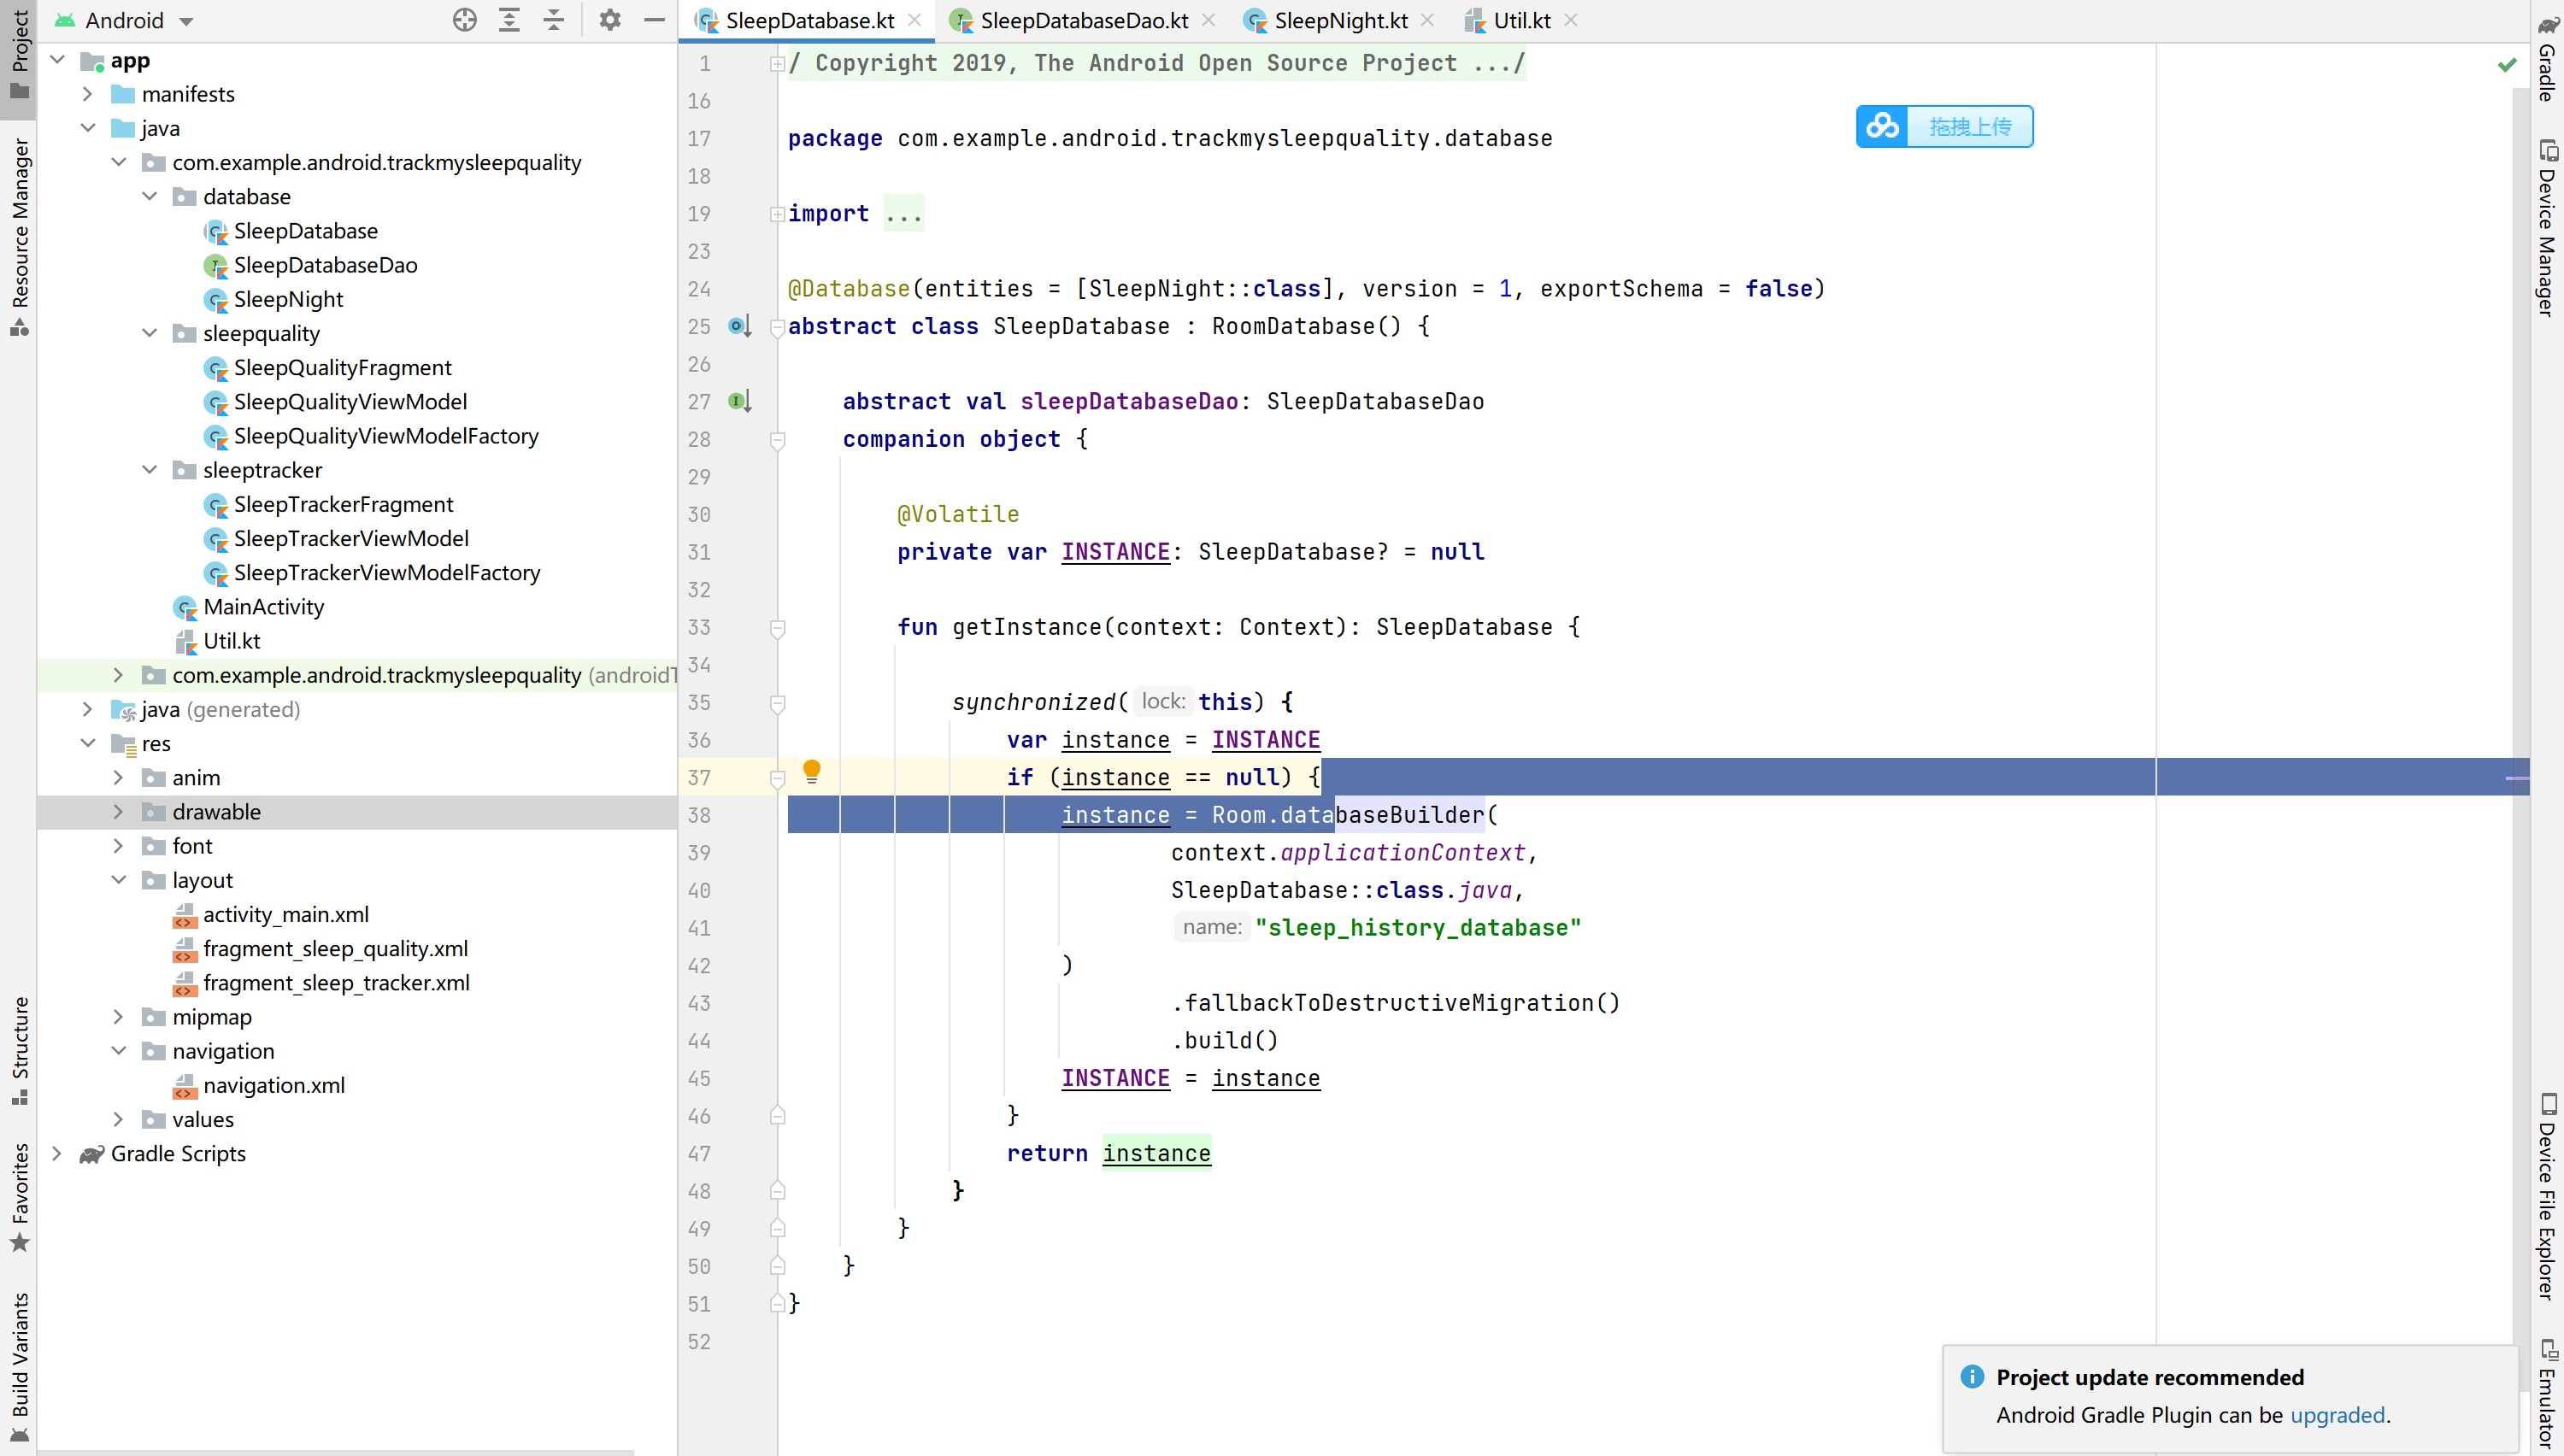 Android
SleepDatabase.kt
SleepDatabaseDao.kt
SleepNight.kt
Util.kt
Project
Resource Manager
Structure
Favorites
Build Variants
app
manifests
java
com.example.android.trackmysleepquality
database
SleepDatabase
SleepDatabaseDao
SleepNight
sleepquality
SleepQualityFragment
SleepQualityViewModel
SleepQualityViewModelFactory
sleeptracker
SleepTrackerFragment
SleepTrackerViewModel
SleepTrackerViewModelFactory
MainActivity
Util.kt
com.example.android.trackmysleepquality (androidT
java (generated)
res
anim
drawable
font
layout
activity_main.xml
fragment_sleep_quality.xml
fragment_sleep_tracker.xml
mipmap
navigation
navigation.xml
values
Gradle Scripts
1 / Copyright 2019, The Android Open Source Project .../
16
17 package com.example.android.trackmysleepquality.database
18
19 import ...
23
24 @Database(entities = [SleepNight::class], version = 1, exportSchema = false)
25 abstract class SleepDatabase : RoomDatabase() {
26
27 abstract val sleepDatabaseDao: SleepDatabaseDao
28 companion object {
29
30 @Volatile
31 private var INSTANCE: SleepDatabase? = null
32
33 fun getInstance(context: Context): SleepDatabase {
34
35 synchronized( lock: this) {
36 var instance = INSTANCE
37 if (instance == null) {
38 instance = Room.databaseBuilder(
39 context.applicationContext,
40 SleepDatabase::class.java,
41 name: "sleep_history_database"
42 )
43 .fallbackToDestructiveMigration()
44 .build()
45 INSTANCE = instance
46 }
47 return instance
48 }
49 }
50 }
51 }
52
拖拽上传
Gradle
Device Manager
Device File Explorer
Emulator
Project update recommended
Android Gradle Plugin can be upgraded.